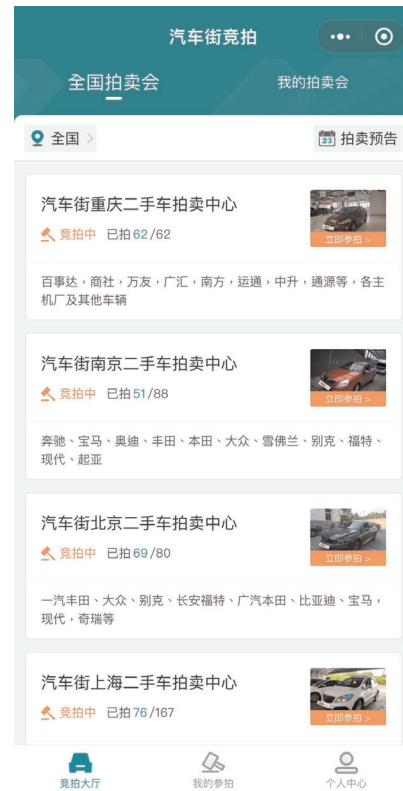 汽车街竞拍
全国拍卖会
我的拍卖会
全国 >
23
拍卖预告
汽车街重庆二手车拍卖中心
竞拍中 已拍62/62
立即参拍 >
百事达，商社，万友，广汇，南方，运通，中升，通源等，各主
机厂及其他车辆
汽车街南京二手车拍卖中心
竞拍中 已拍51/88
立即参拍 >
奔驰、宝马、奥迪、丰田、本田、大众、雪佛兰、别克、福特、
现代、起亚
汽车街北京二手车拍卖中心
竞拍中 已拍69/80
立即参拍 >
一汽丰田、大众、别克、长安福特、广汽本田、比亚迪、宝马，
现代，奇瑞等
汽车街上海二手车拍卖中心
竞拍中 已拍76/167
立即参拍 >
竞拍大厅
我的参拍
个人中心